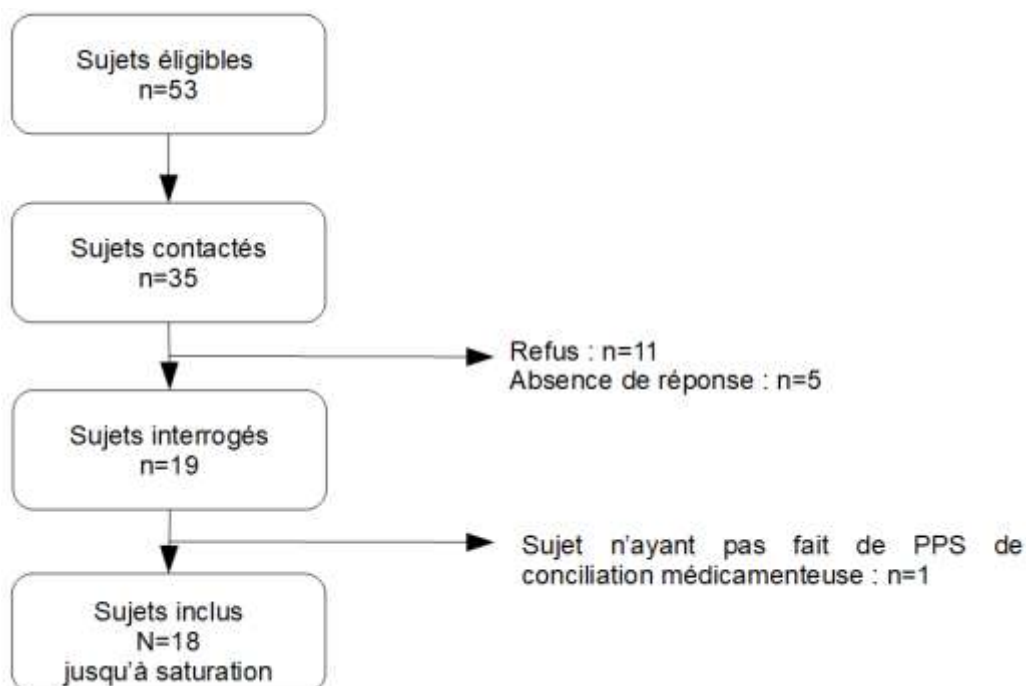 Sujets éligibles
n=53
Sujets contactés
n=35
Refus : n=11
Absence de réponse : n=5
Sujets interrogés
n=19
Sujet n'ayant pas fait de PPS de
conciliation médicamenteuse : n=1
Sujets inclus
N=18
jusqu'à saturation